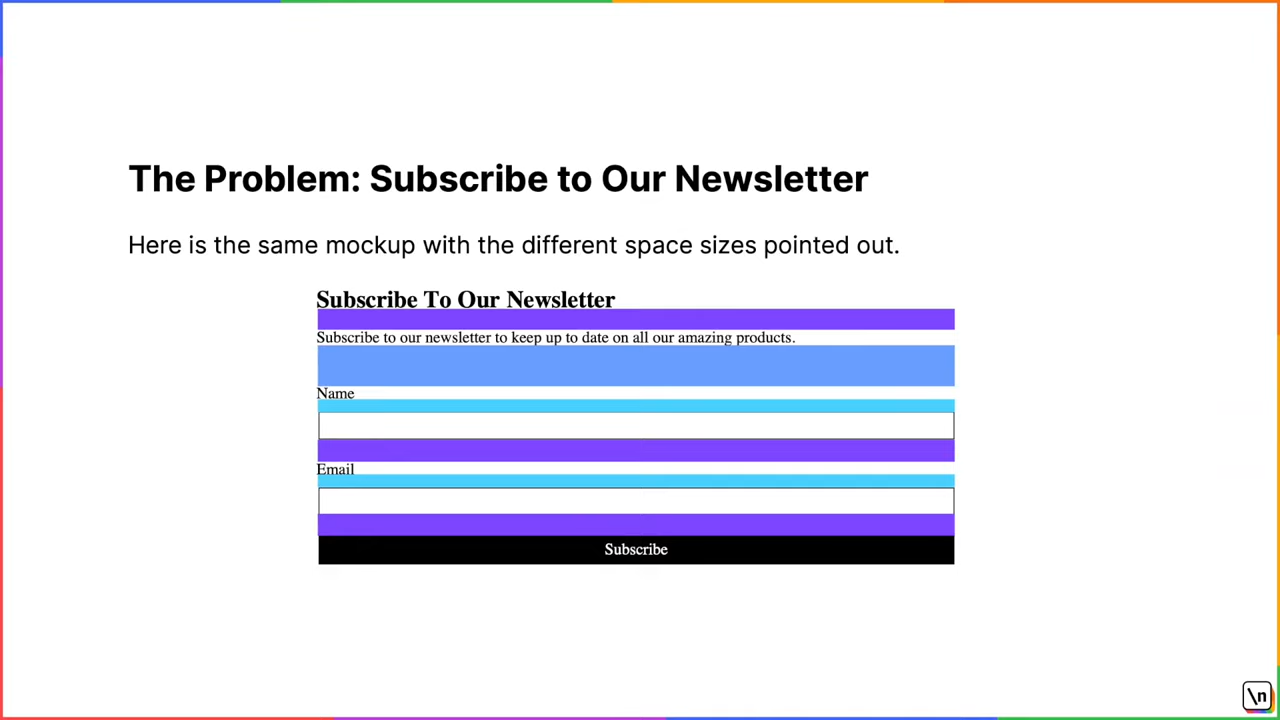 The Problem: Subscribe to Our Newsletter
Here is the same mockup with the different space sizes pointed out.
Subscribe To Our Newsletter
Subscribe to our newsletter to keep up to date on all our amazing products.
Name
Email
Subscribe
\n